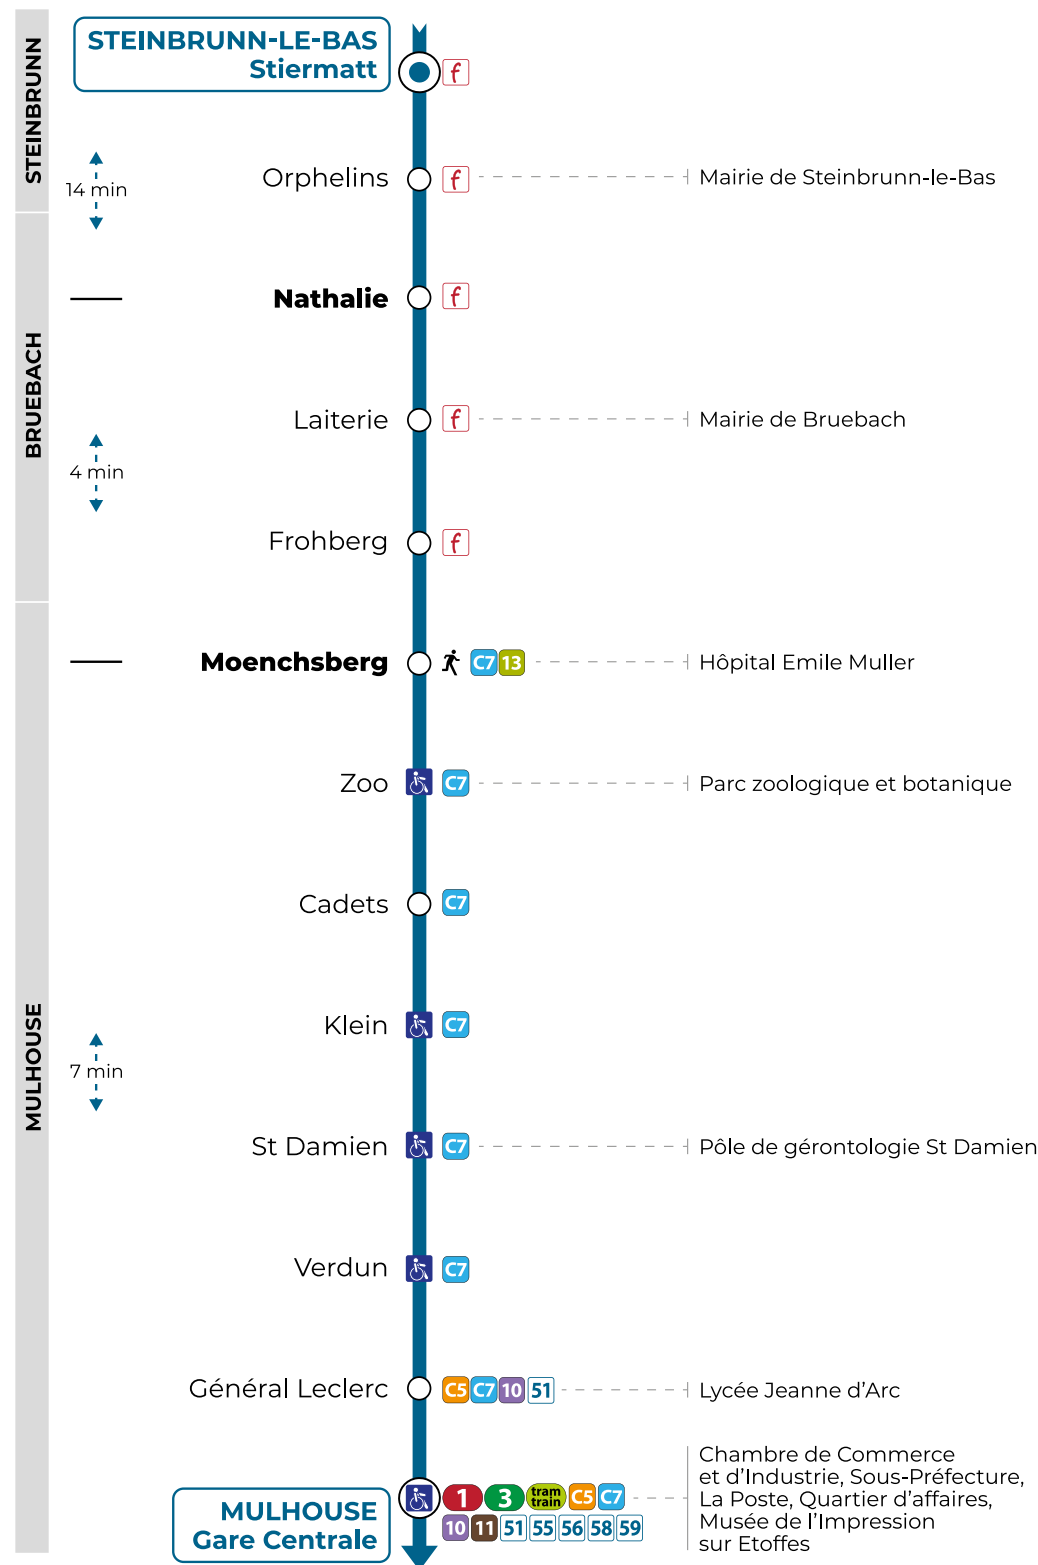 STEINBRUNN
STEINBRUNN-LE-BAS
Stiermatt
f
14 min
Orphelins
f
Mairie de Steinbrunn-le-Bas
BRUEBACH
Nathalie
f
Laiterie
f
Mairie de Bruebach
4 min
Frohberg
f
MULHOUSE
Moenchsberg
C7 13
Hôpital Emile Muller
Zoo
C7
Parc zoologique et botanique
Cadets
C7
Klein
C7
7 min
St Damien
C7
Pôle de gérontologie St Damien
Verdun
C7
Général Leclerc
C5 C7 10 51
Lycée Jeanne d'Arc
MULHOUSE
Gare Centrale
1 3 tram train C5 C7
10 11 51 55 56 58 59
Chambre de Commerce
et d'Industrie, Sous-Préfecture,
La Poste, Quartier d'affaires,
Musée de l'Impression
sur Etoffes